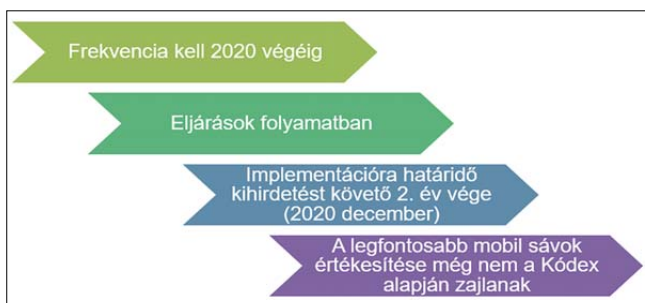 Frekvencia kell 2020 végéig
Eljárások folyamatban
Implementációra határidő
kihirdetést követő 2. év vége
(2020 december)
A legfontosabb mobil sávok
értékesítése még nem a Kódex
alapján zajlanak